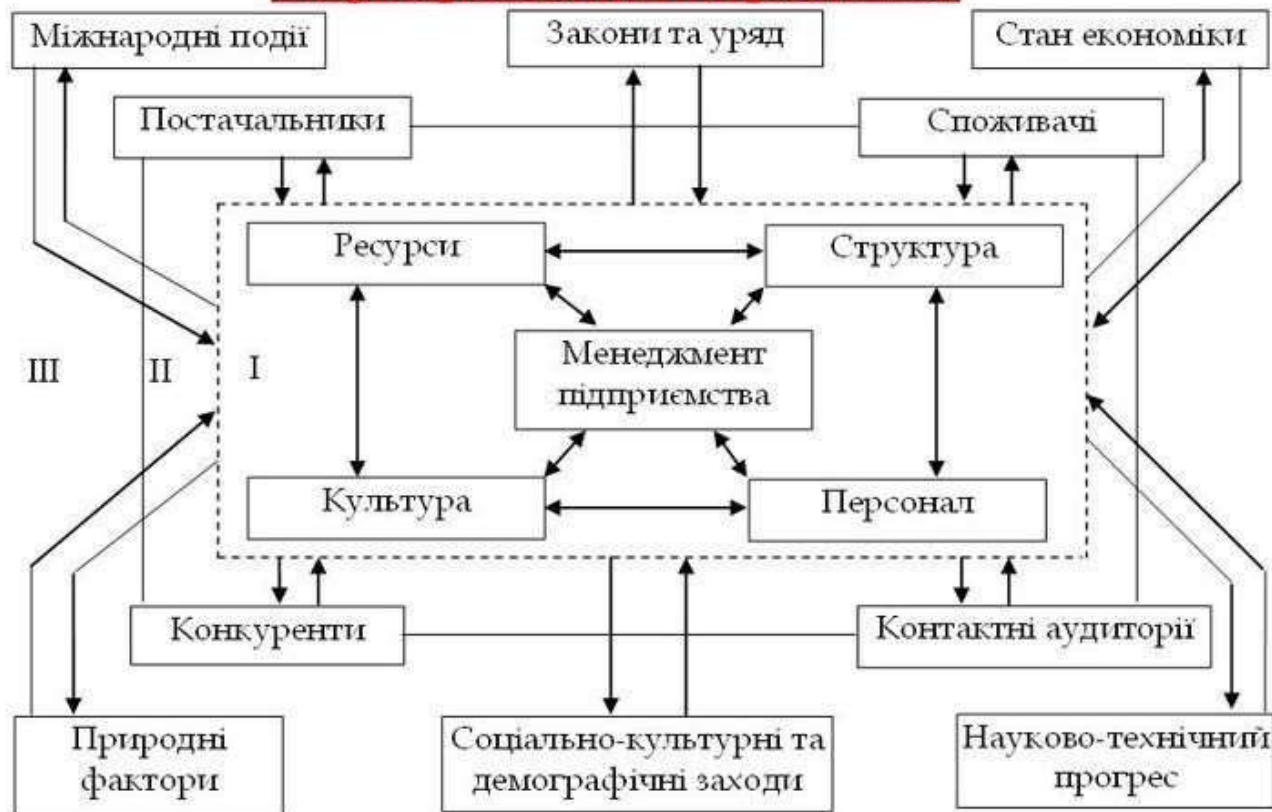 Міжнародні події
Закони та уряд
Стан економіки
Постачальники
Споживачі
Ресурси
Структура
Менеджмент
підприємства
III
II
I
Культура
Персонал
Конкуренти
Контактні аудиторії
Природні
фактори
Соціально-культурні та
демографічні заходи
Науково-технічний
прогрес